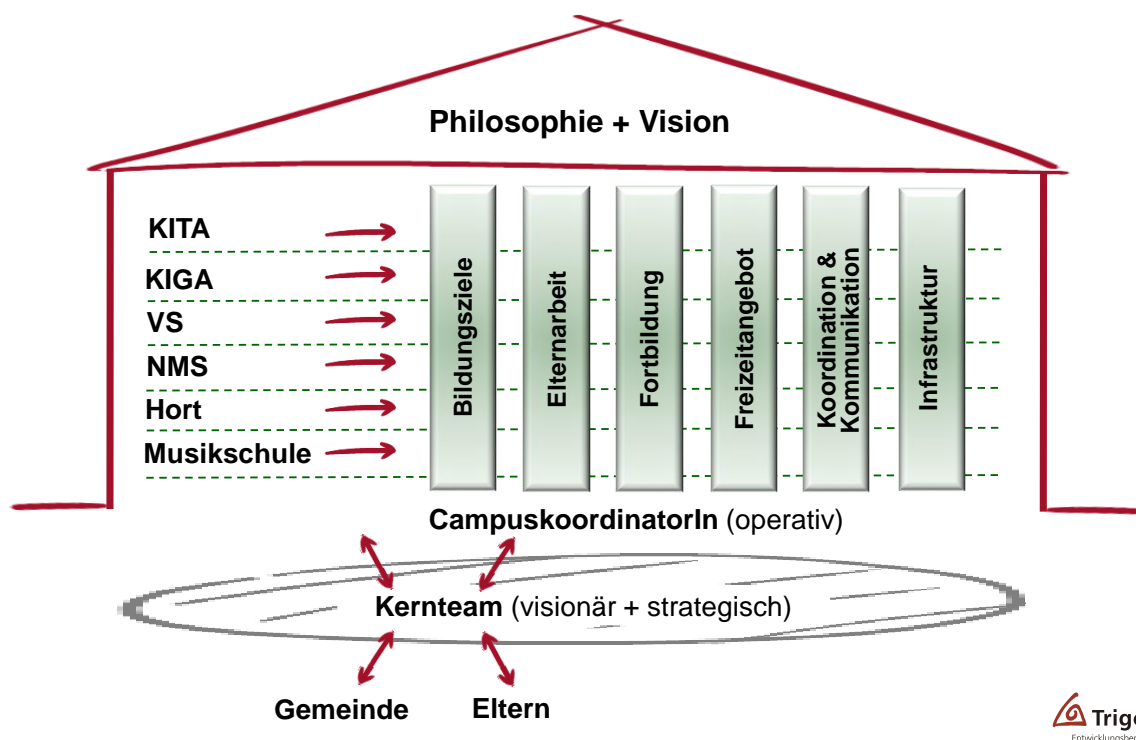 Philosophie + Vision
KITA
KIGA
VS
NMS
Hort
Musikschule
Bildungsziele
Elternarbeit
Fortbildung
Freizeitangebot
Koordination &
Kommunikation
Infrastruktur
CampuskoordinatorIn (operativ)
Kernteam (visionär + strategisch)
Gemeinde Eltern